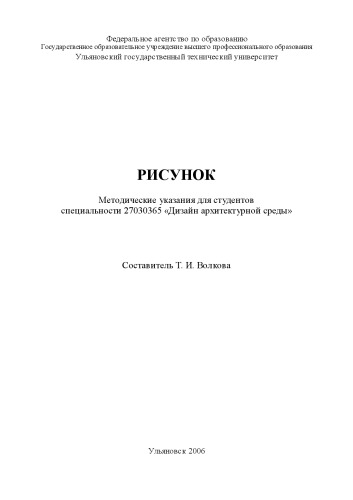 Федеральное агентство по образованию
Государственное образовательное учреждение высшего профессионального образования
Ульяновский государственный технический университет
РИСУНОК
Методические указания для студентов
специальности 27030365 «Дизайн архитектурной среды»
Составитель Т. И. Волкова
Ульяновск 2006